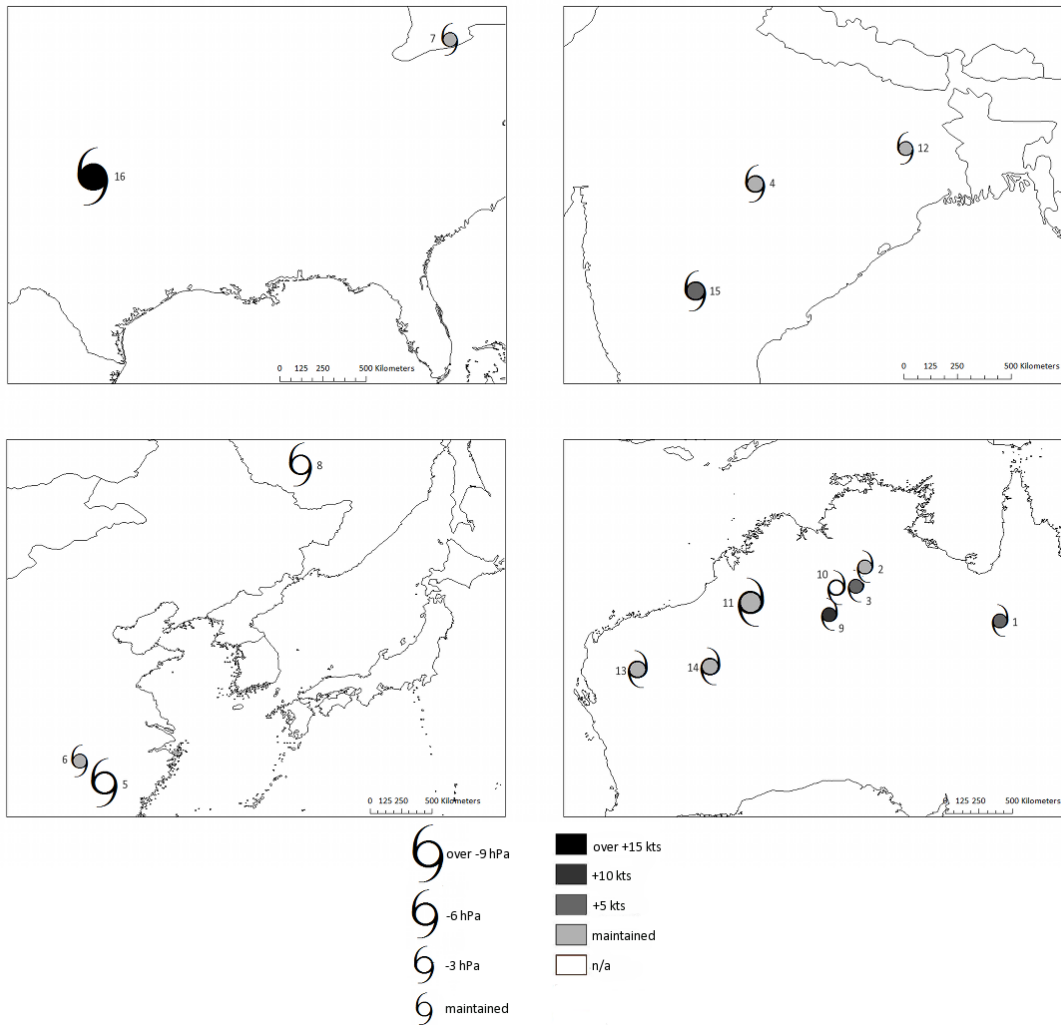 7
16
0 125 250 500 Kilometers
12
4
15
0 125 250 500 Kilometers
8
6
5
0 125 250 500 Kilometers
2
10
3
11
9
1
13
14
125 250 500 Kilometers
over -9 hPa
-6 hPa
-3 hPa
maintained
over +15 kts
+10 kts
+5 kts
maintained
n/a